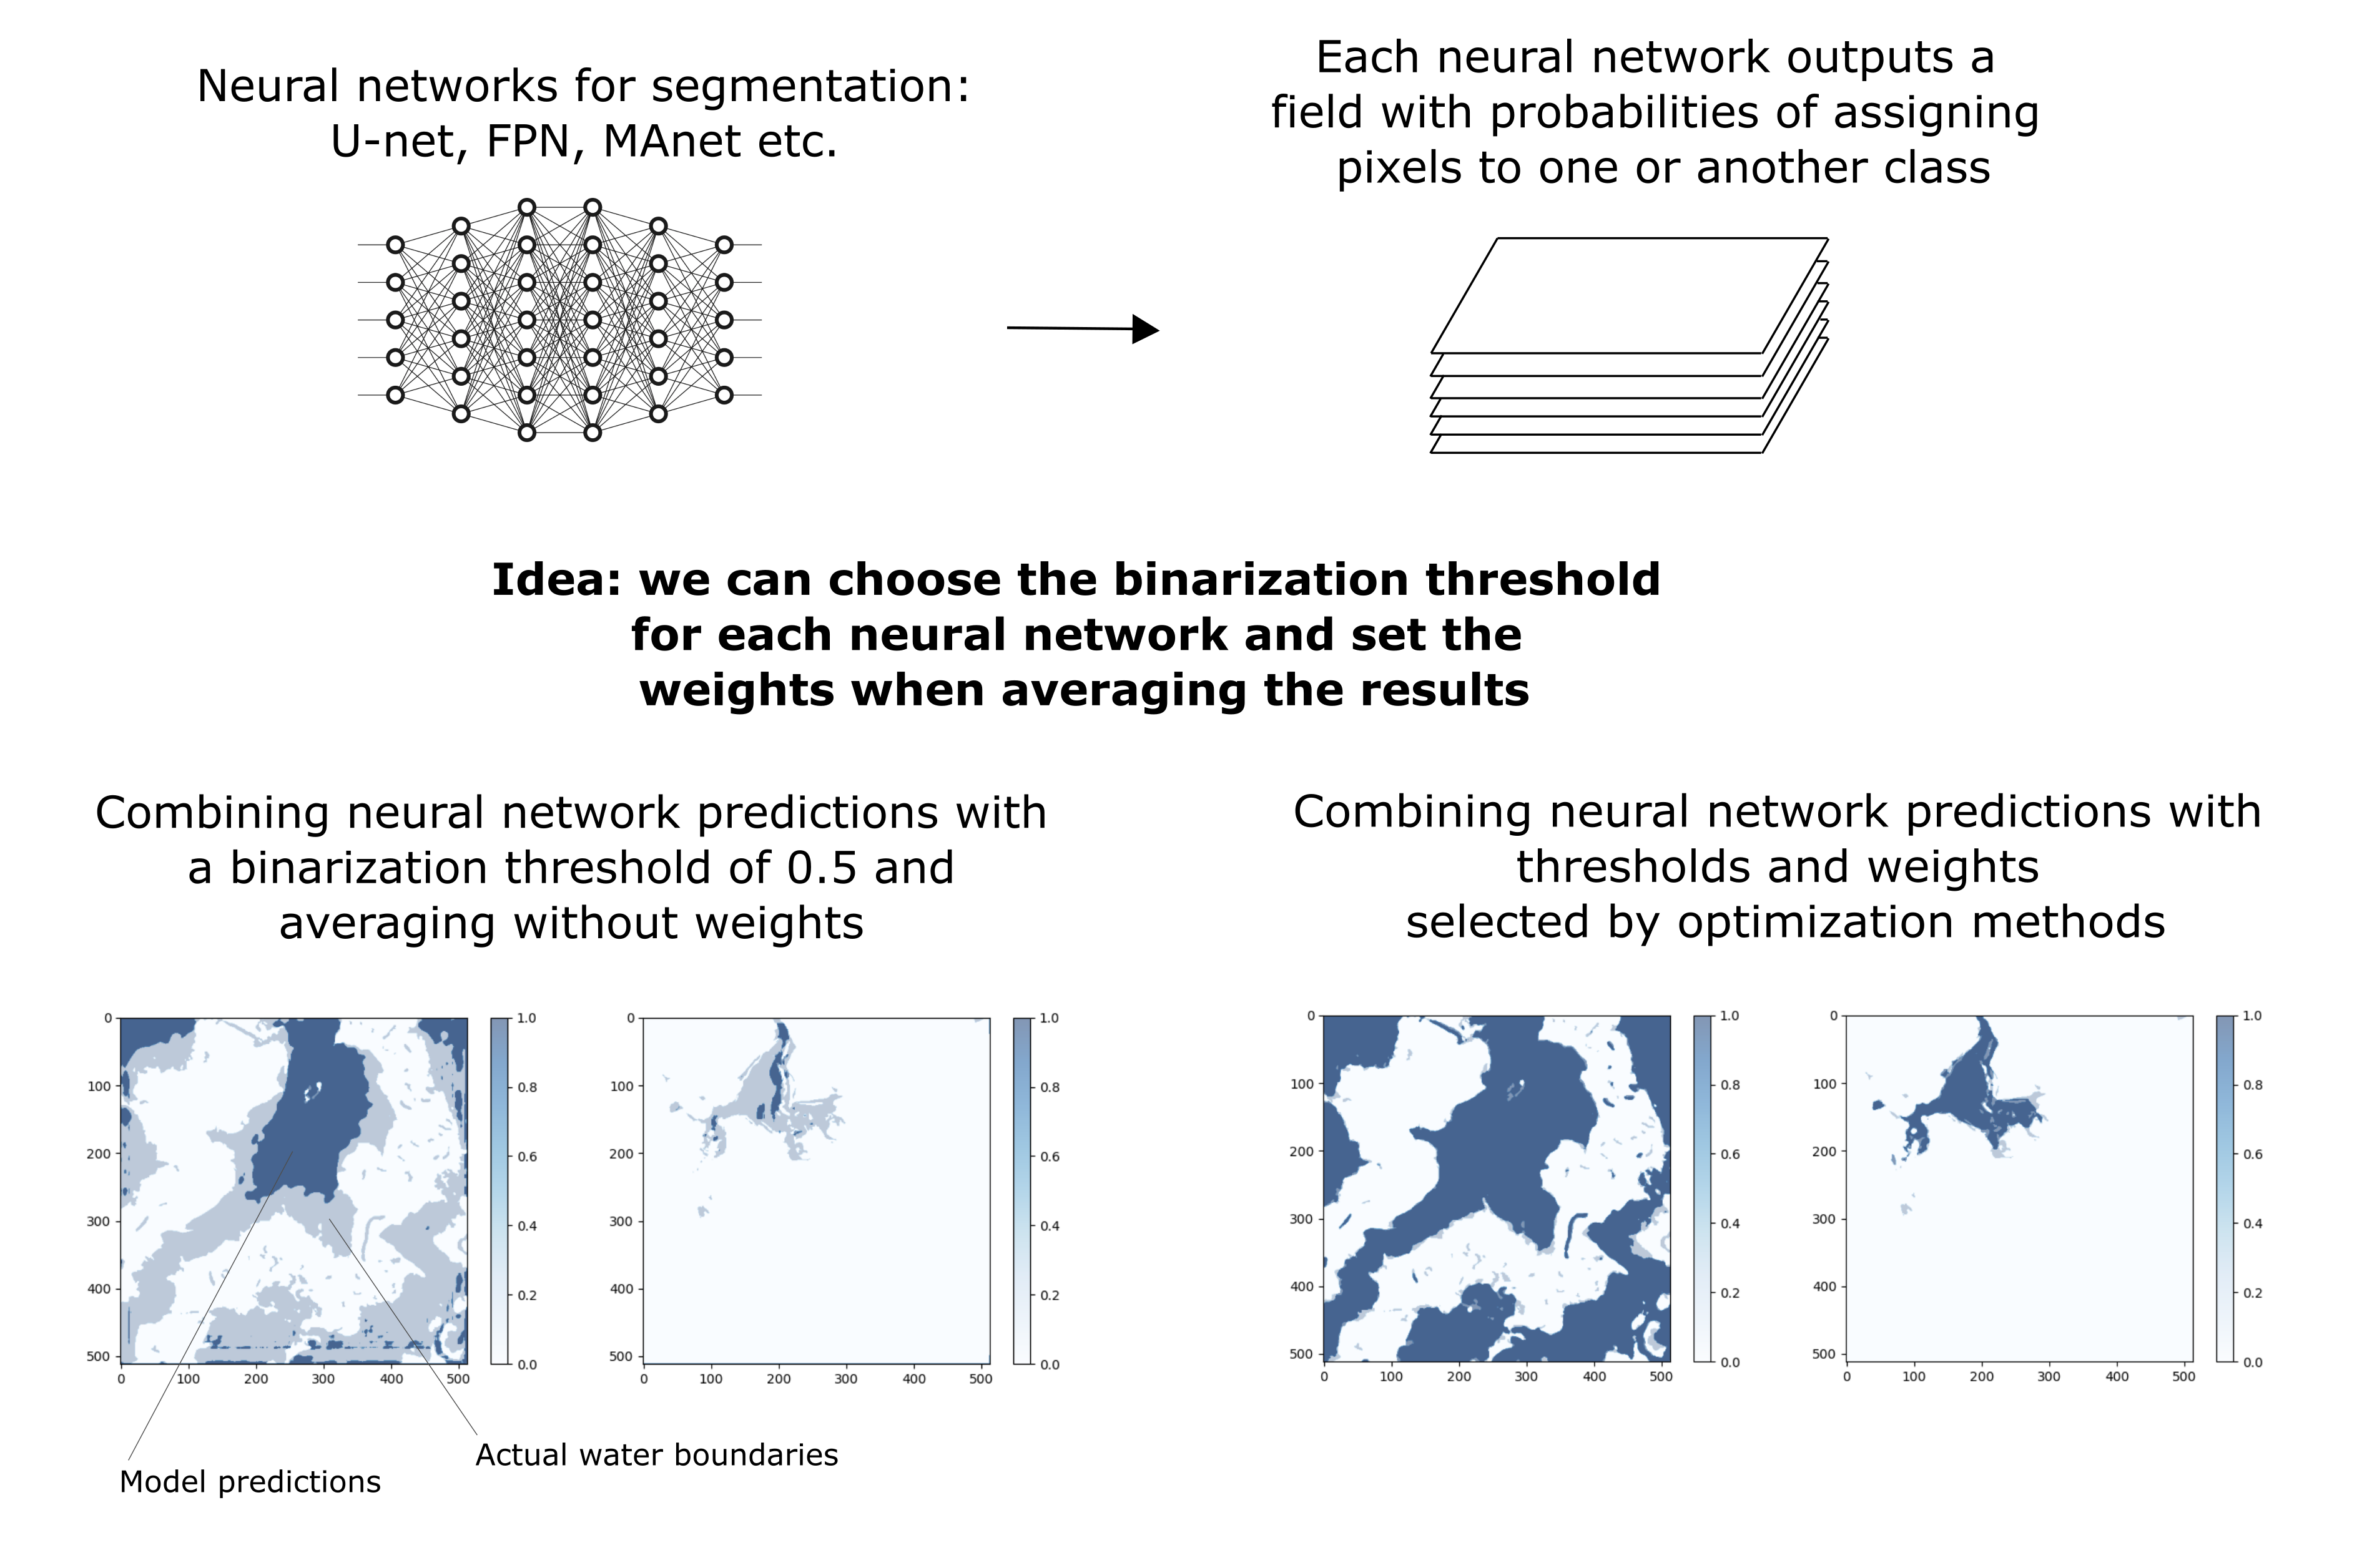 Neural networks for segmentation:
U-net, FPN, MAnet etc.
Each neural network outputs a
field with probabilities of assigning
pixels to one or another class
Idea: we can choose the binarization threshold
for each neural network and set the
weights when averaging the results
Combining neural network predictions with
a binarization threshold of 0.5 and
averaging without weights
Combining neural network predictions with
thresholds and weights
selected by optimization methods
0
100
200
300
400
500
0 100 200 300 400 500
1.0
0.8
0.6
0.4
0.2
0.0
0
100
200
300
400
500
0 100 200 300 400 500
1.0
0.8
0.6
0.4
0.2
0.0
0
100
200
300
400
500
0 100 200 300 400 500
1.0
0.8
0.6
0.4
0.2
0.0
0
100
200
300
400
500
0 100 200 300 400 500
1.0
0.8
0.6
0.4
0.2
0.0
Actual water boundaries
Model predictions